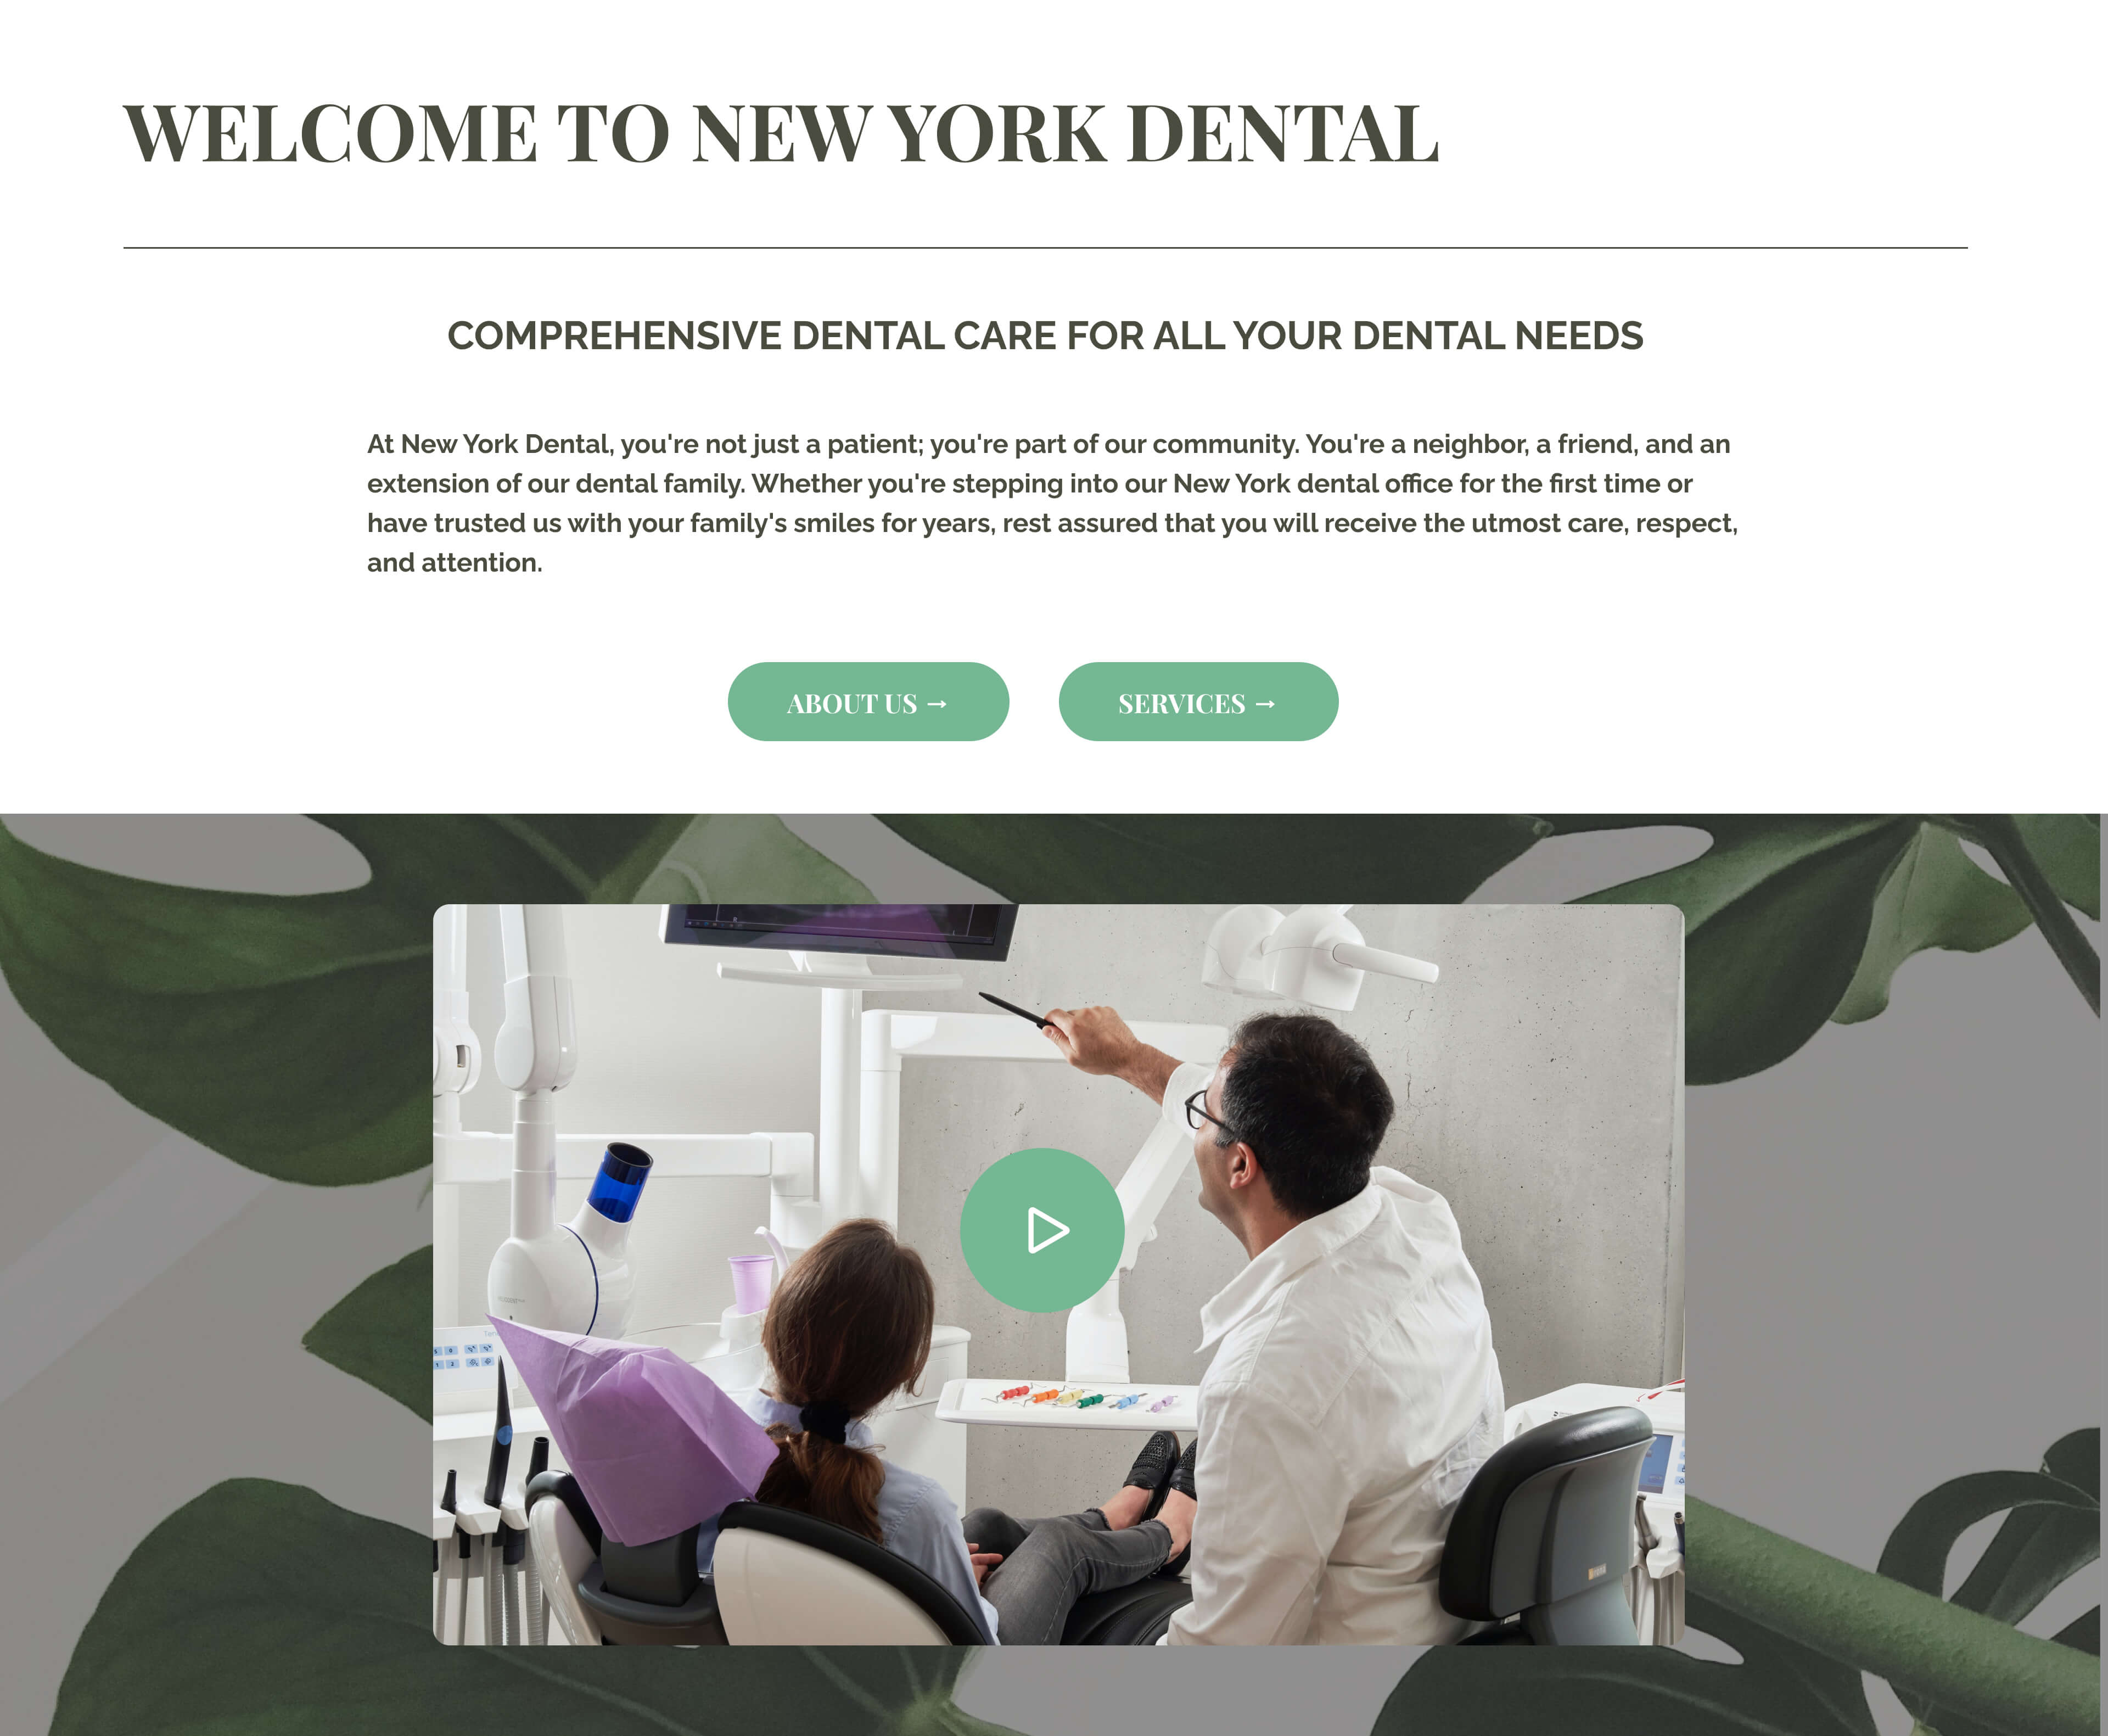 WELCOME TO NEW YORK DENTAL
COMPREHENSIVE DENTAL CARE FOR ALL YOUR DENTAL NEEDS
At New York Dental, you're not just a patient; you're part of our community. You're a neighbor, a friend, and an
extension of our dental family. Whether you're stepping into our New York dental office for the first time or
have trusted us with your family's smiles for years, rest assured that you will receive the utmost care, respect,
and attention.
ABOUT US →
SERVICES →